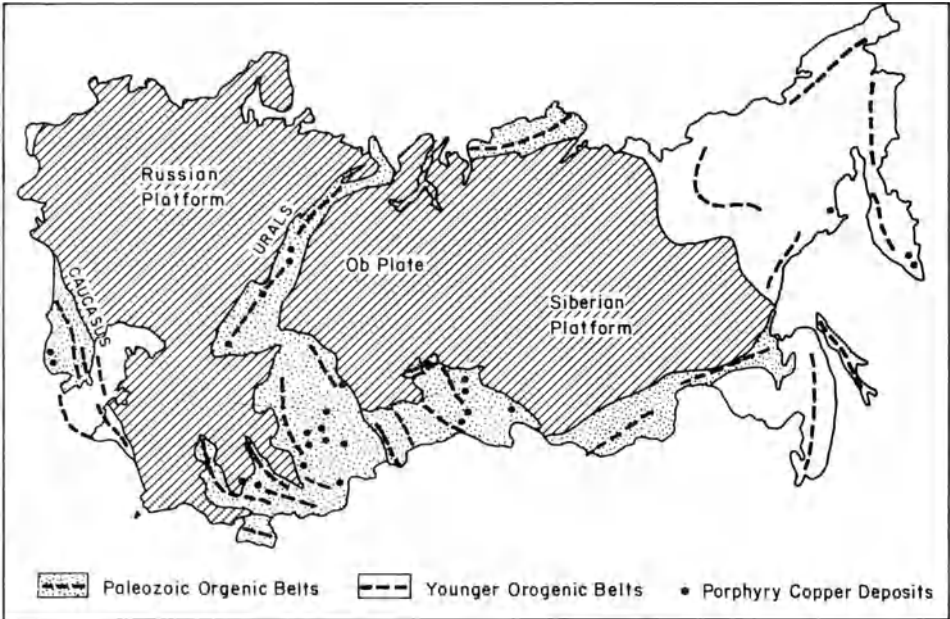 Russian
Platform
URALS
Ob Plate
CAUCASUS
Siberian
Platform
Paleozoic Orgenic Belts
Younger Orogenic Belts
Porphyry Copper Deposits